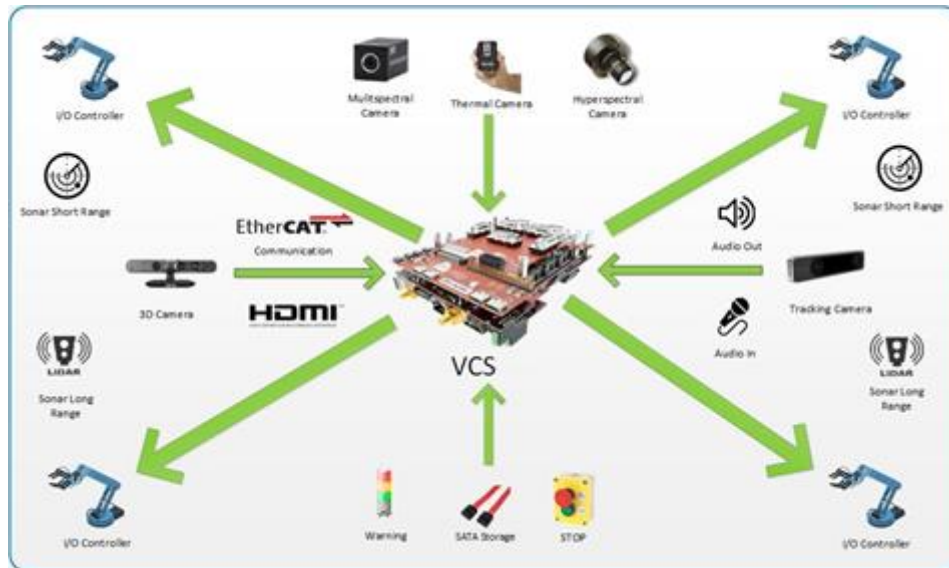 Mulitspectral
Camera
Thermal Camera
Hyperspectral
Camera
I/O Controller
I/O Controller
Sonar Short Range
Sonar Short Range
EtherCAT
Communication
Audio Out
3D Camera
HDMI
Tracking Camera
Audio In
VCS
LIDAR
Sonar Long
Range
LIDAR
Sonar Long
Range
Warning
SATA Storage
STOP
I/O Controller
I/O Controller